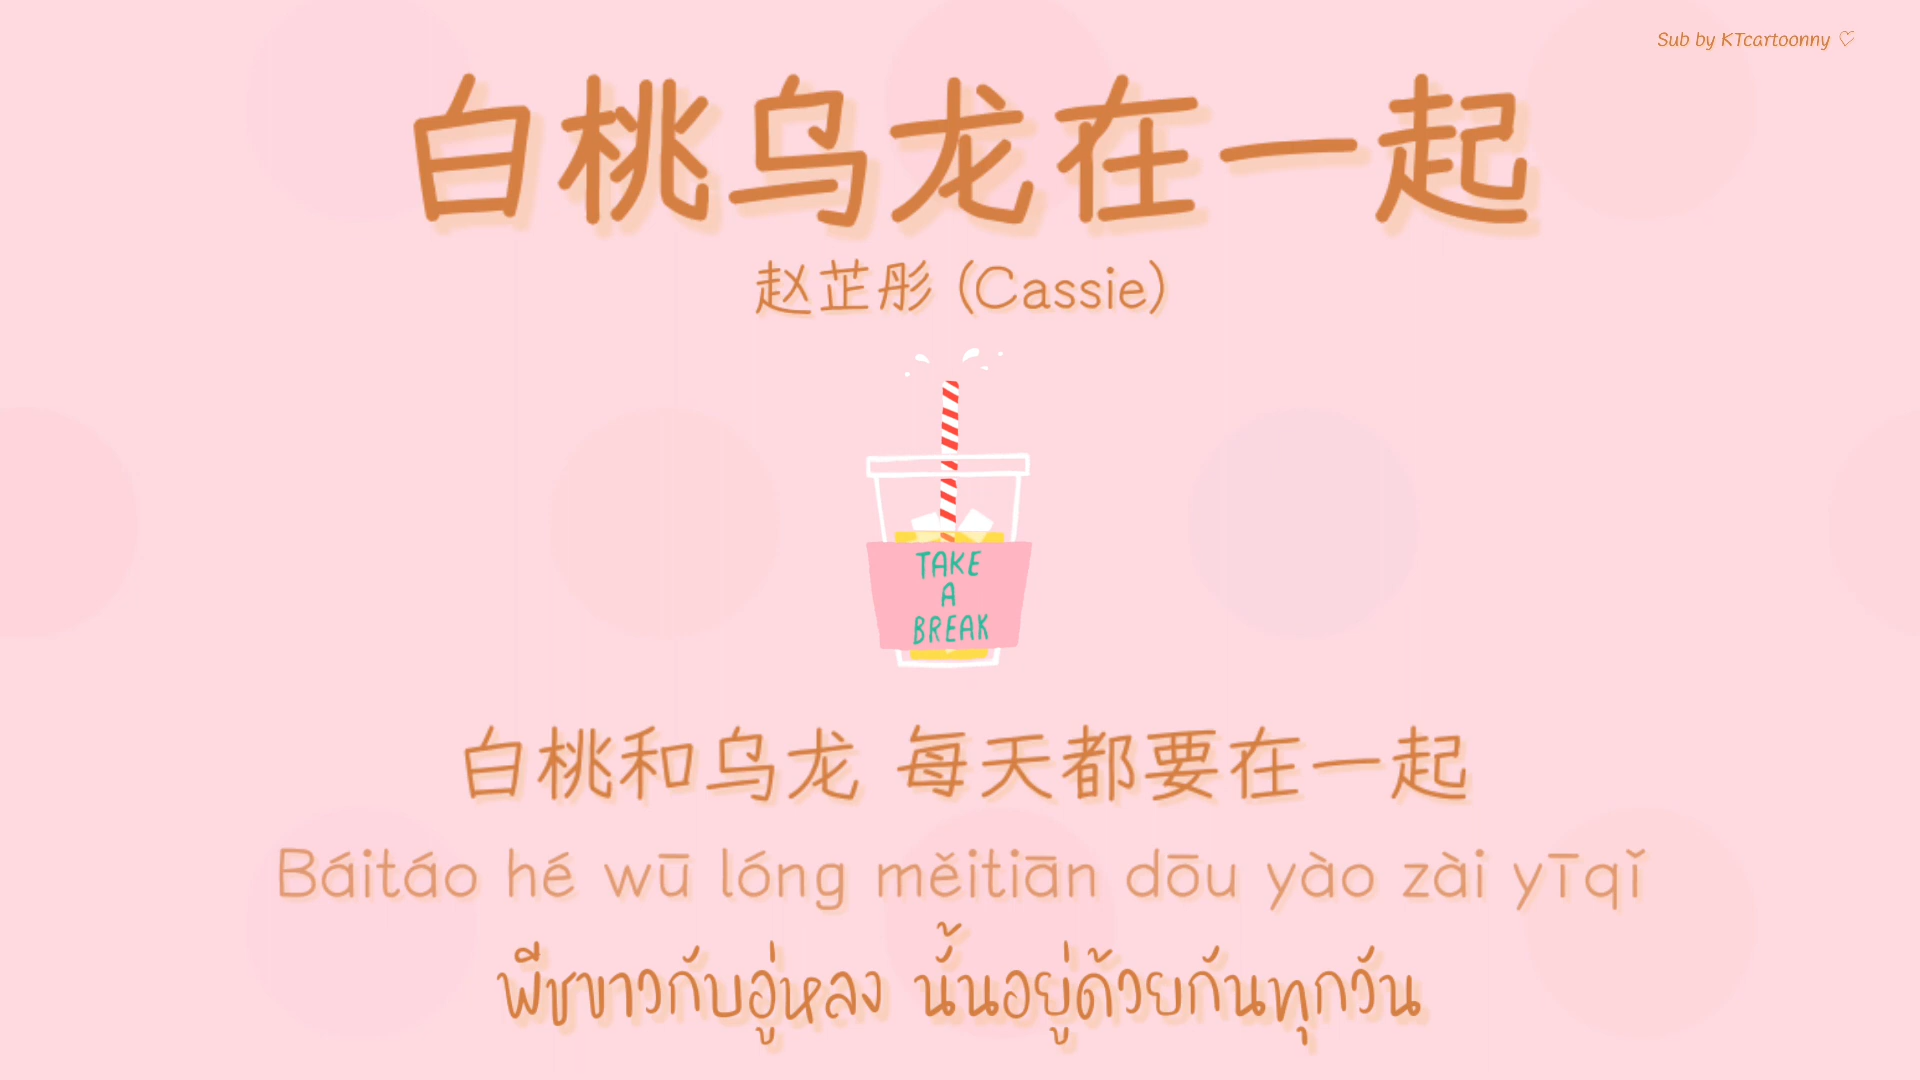 Sub by KTcartoonny ♡
白桃乌龙在一起
赵芷彤 (Cassie)
TAKE
A
BREAK
白桃和乌龙 每天都要在一起
Báitáo hé wū lóng měitiān dōu yào zài yīqǐ
พีชขาวกับอู่หลง นั้นอยู่ด้วยกันทุกวัน